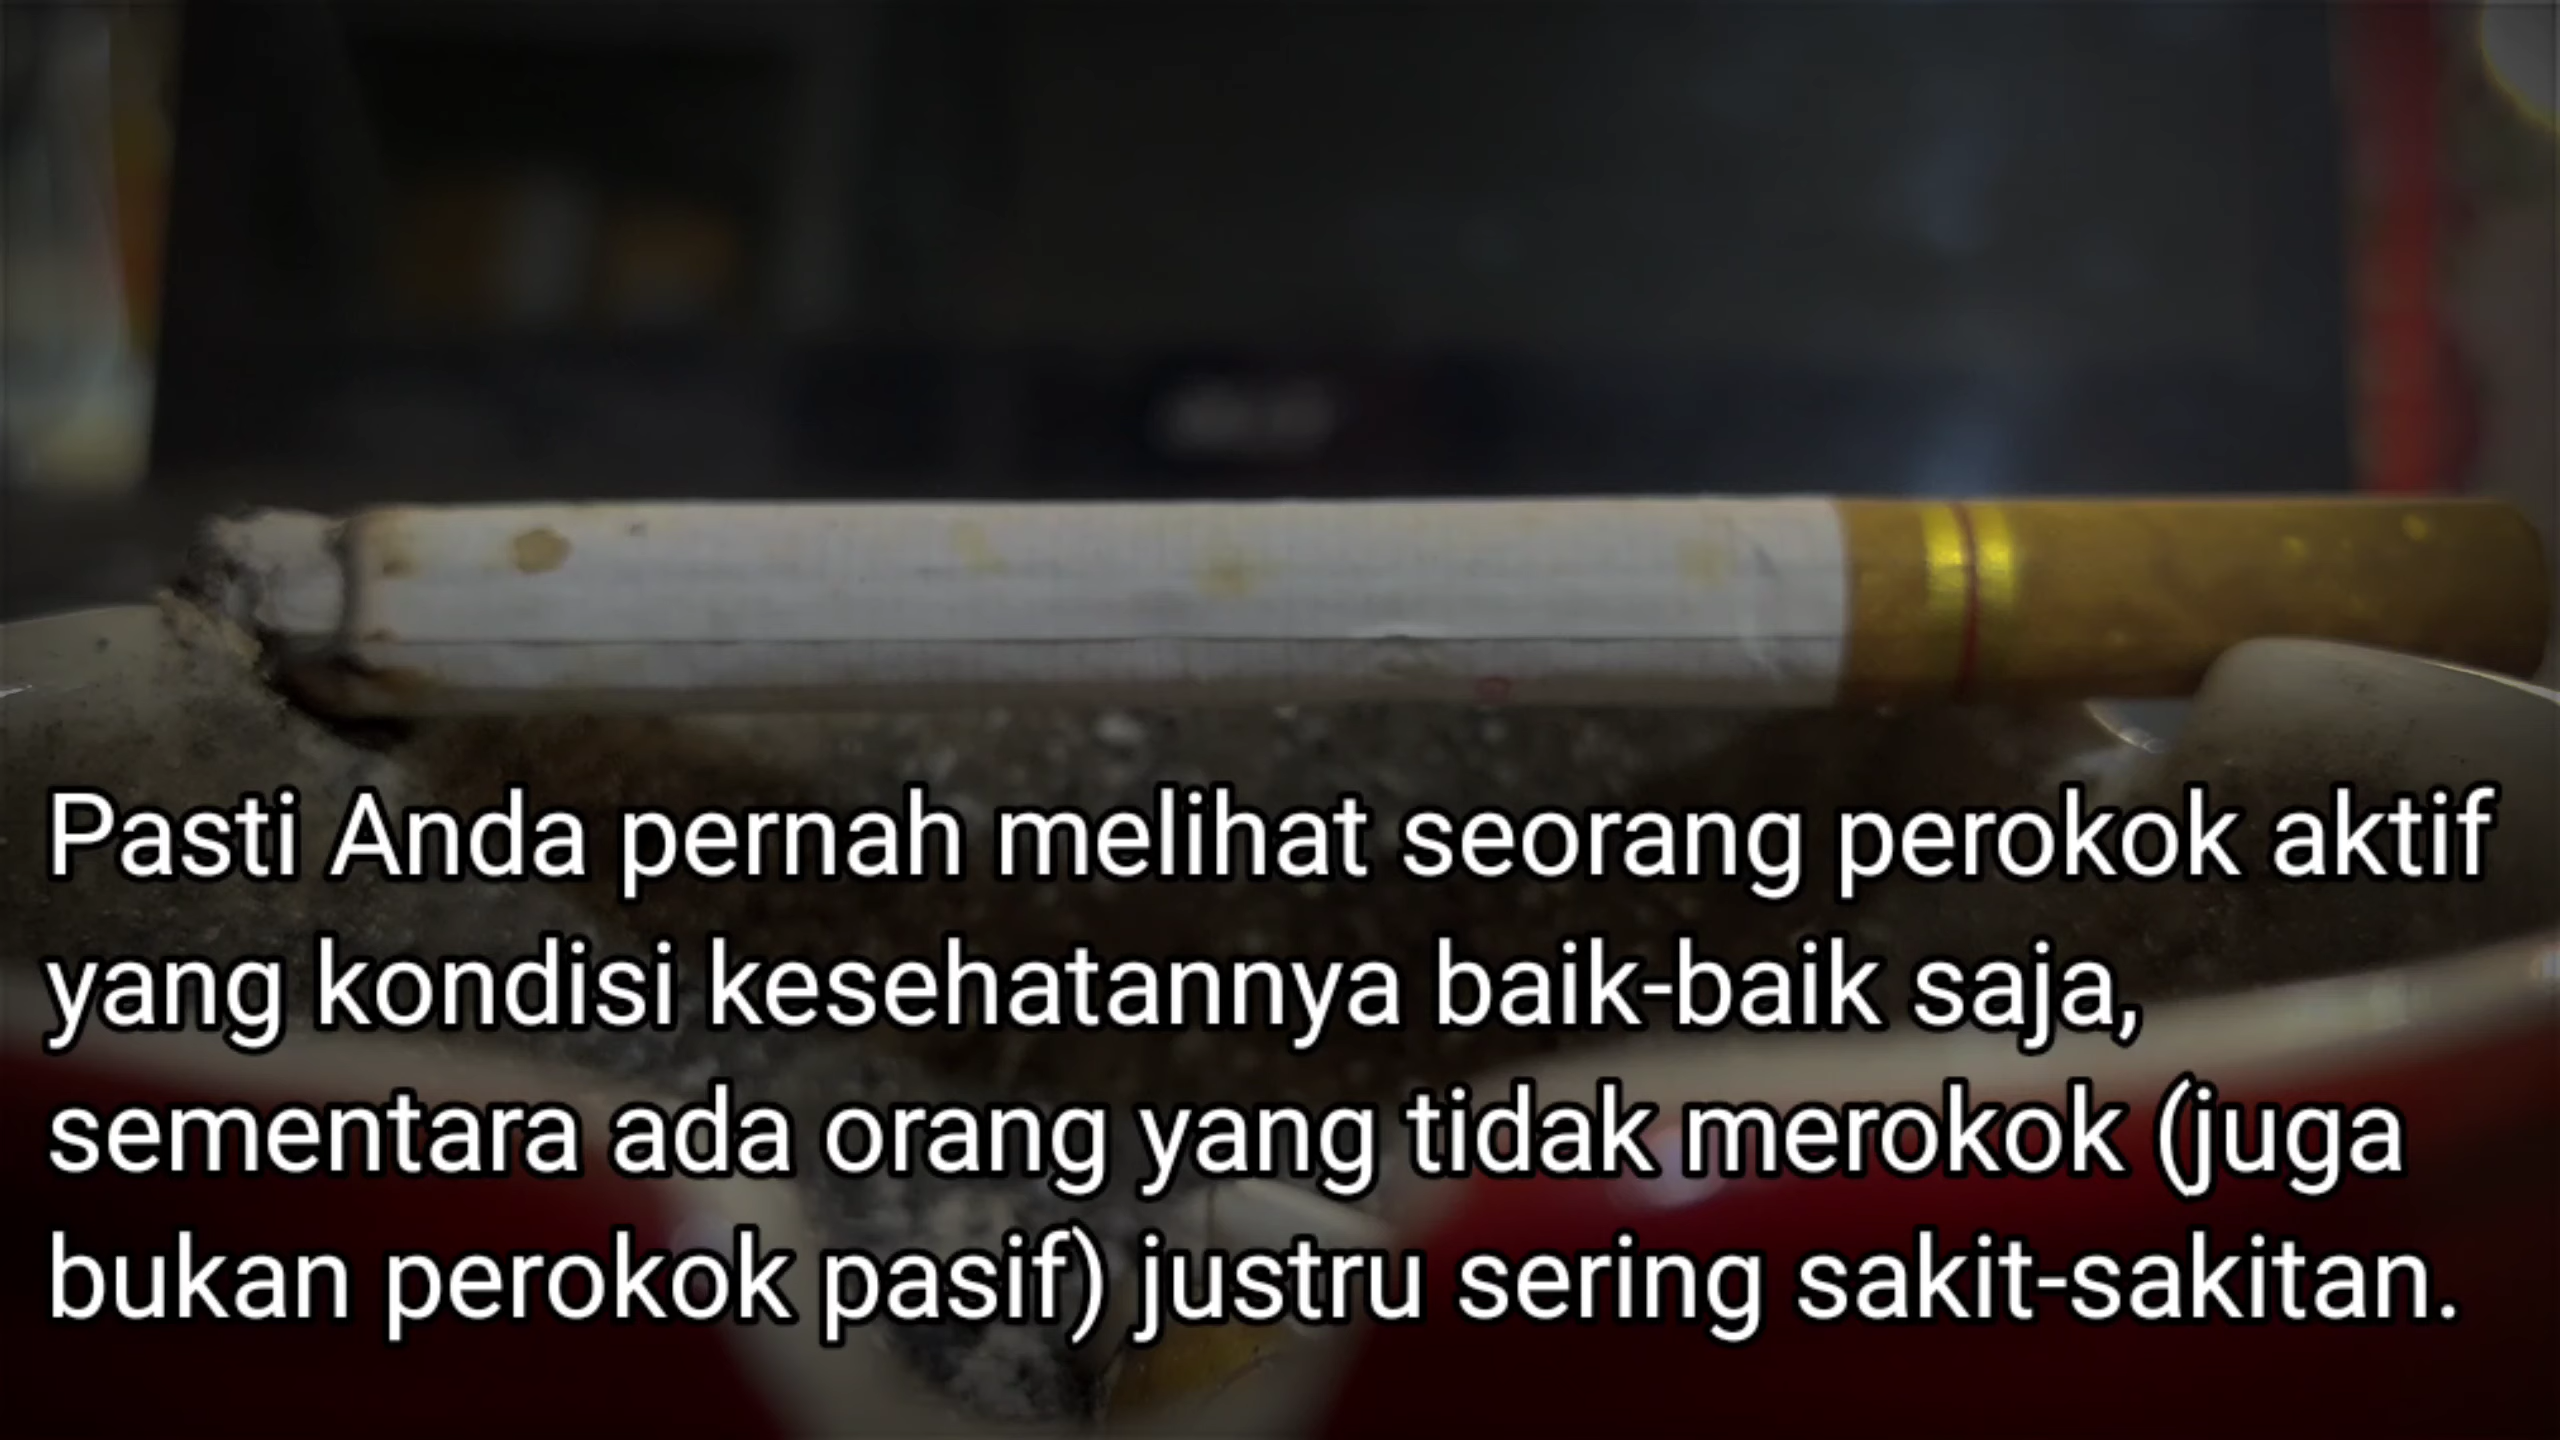 Pasti Anda pernah melihat seorang perokok aktif
yang kondisi kesehatannya baik-baik saja,
sementara ada orang yang tidak merokok (juga
bukan perokok pasif) justru sering sakit-sakitan.